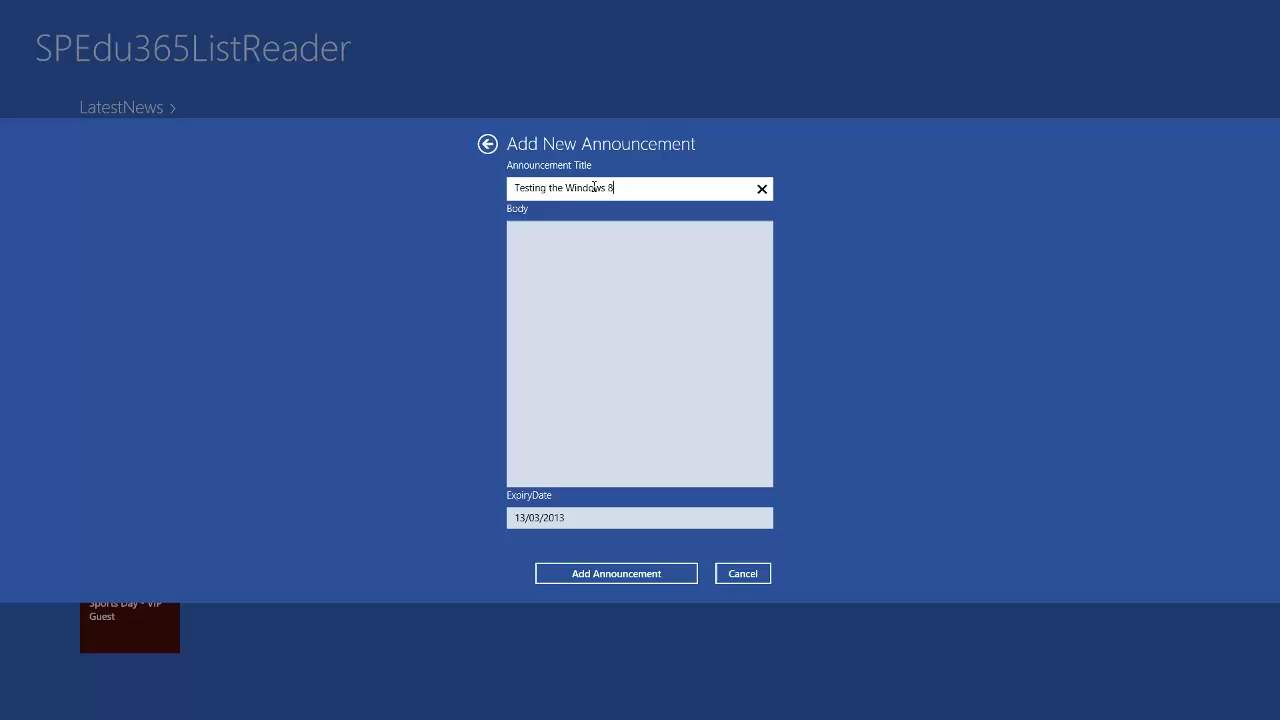 SPEdu365ListReader
LatestNews >
Add New Announcement
Announcement Title
Testing the Windows 8
Body
ExpiryDate
13/03/2013
Add Announcement
Cancel
Sports Day - VIP
Guest